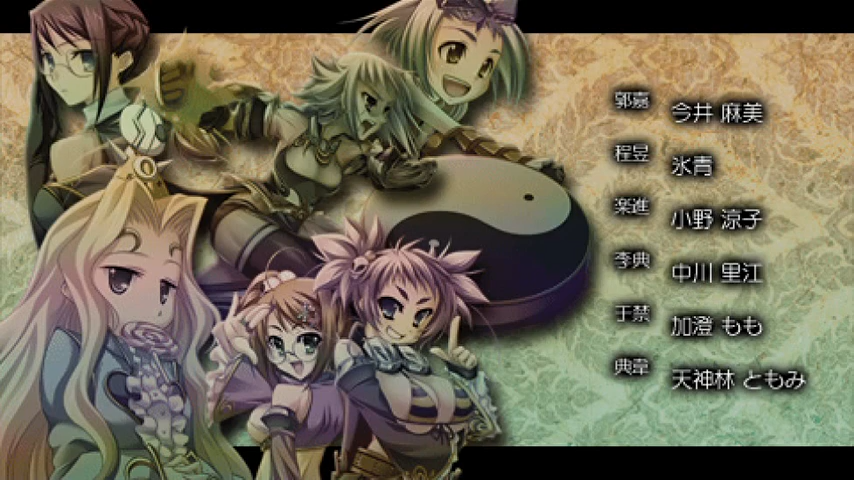 郭嘉 今井 麻美
程昱 氷青
楽進 小野 涼子
李典 中川 里江
于禁 加澄 もも
典韋 天神林 ともみ